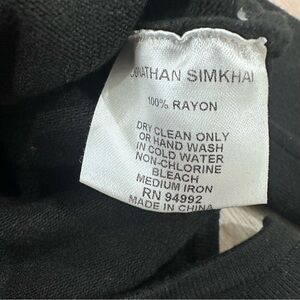 JONATHAN SIMKHAI
100% RAYON
DRY CLEAN ONLY
OR HAND WASH
IN COLD WATER
NON-CHLORINE
BLEACH
MEDIUM IRON
RN 94992
MADE IN CHINA